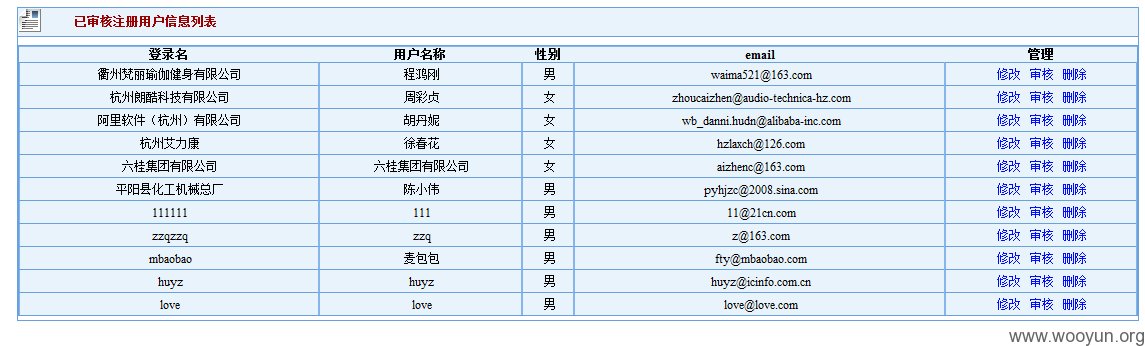 已审核注册用户信息列表
登录名 用户名称 性别 email 管理
衢州梵丽瑜伽健身有限公司 程鸿刚 男 waima521@163.com 修改 审核 删除
杭州朗酷科技有限公司 周彩贞 女 zhoucaizhen@audio-technica-hz.com 修改 审核 删除
阿里软件（杭州）有限公司 胡丹妮 女 wb_danni.hudn@alibaba-inc.com 修改 审核 删除
杭州艾力康 徐春花 女 hzlaxch@126.com 修改 审核 删除
六桂集团有限公司 六桂集团有限公司 女 aizhenc@163.com 修改 审核 删除
平阳县化工机械总厂 陈小伟 男 pyhjzc@2008.sina.com 修改 审核 删除
111111 111 男 11@21cn.com 修改 审核 删除
zzqzzq zzq 男 z@163.com 修改 审核 删除
mbaobao 麦包包 男 fty@mbaobao.com 修改 审核 删除
huyz huyz 男 huyz@icinfo.com.cn 修改 审核 删除
love love 男 love@love.com 修改 审核 删除
www.wooyun.org